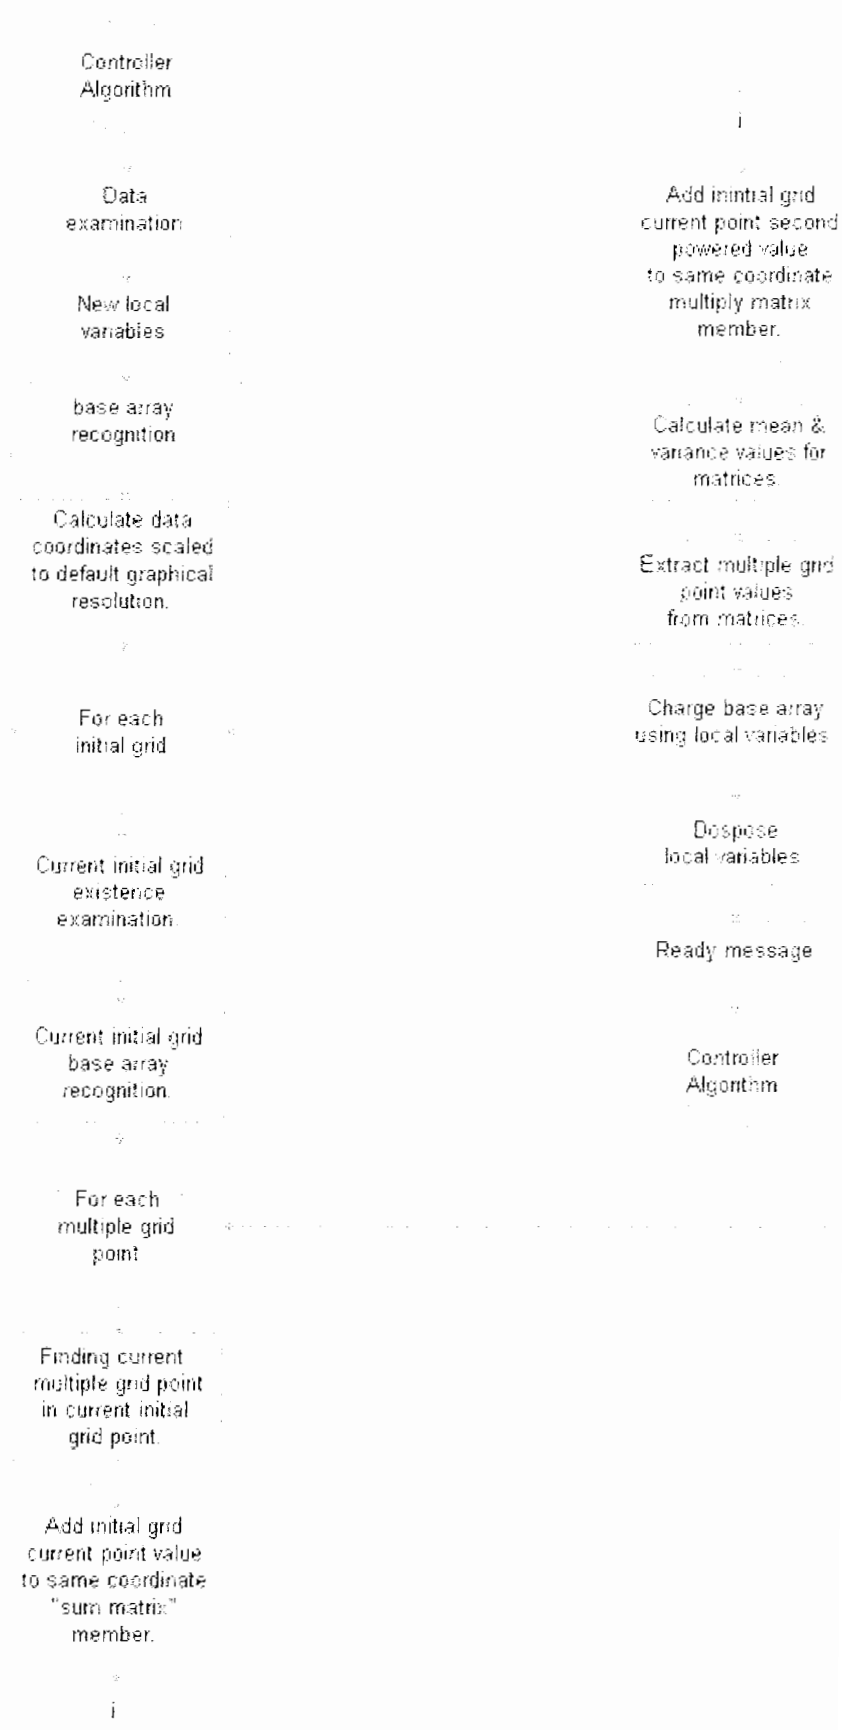 Controller
Algorithm
Data
examination
New local
variables
base array
recognition
Calculate data
coordinates scaled
to default graphical
resolution.
For each
initial grid
Current initial grid
existence
examination.
Current initial grid
base array
recognition.
For each
multiple grid
point
Finding current
multiple grid point
in current initial
grid point.
Add initial grid
current point value
to same coordinate
"sum matrix"
member.
i
i
Add inintial grid
current point second
powered value
to same coordinate
multiply matrix
member.
Calculate mean &
variance values for
matrices.
Extract multiple grid
point values
from matrices.
Charge base array
using local variables
Dospose
local variables
Ready message
Controller
Algorithm